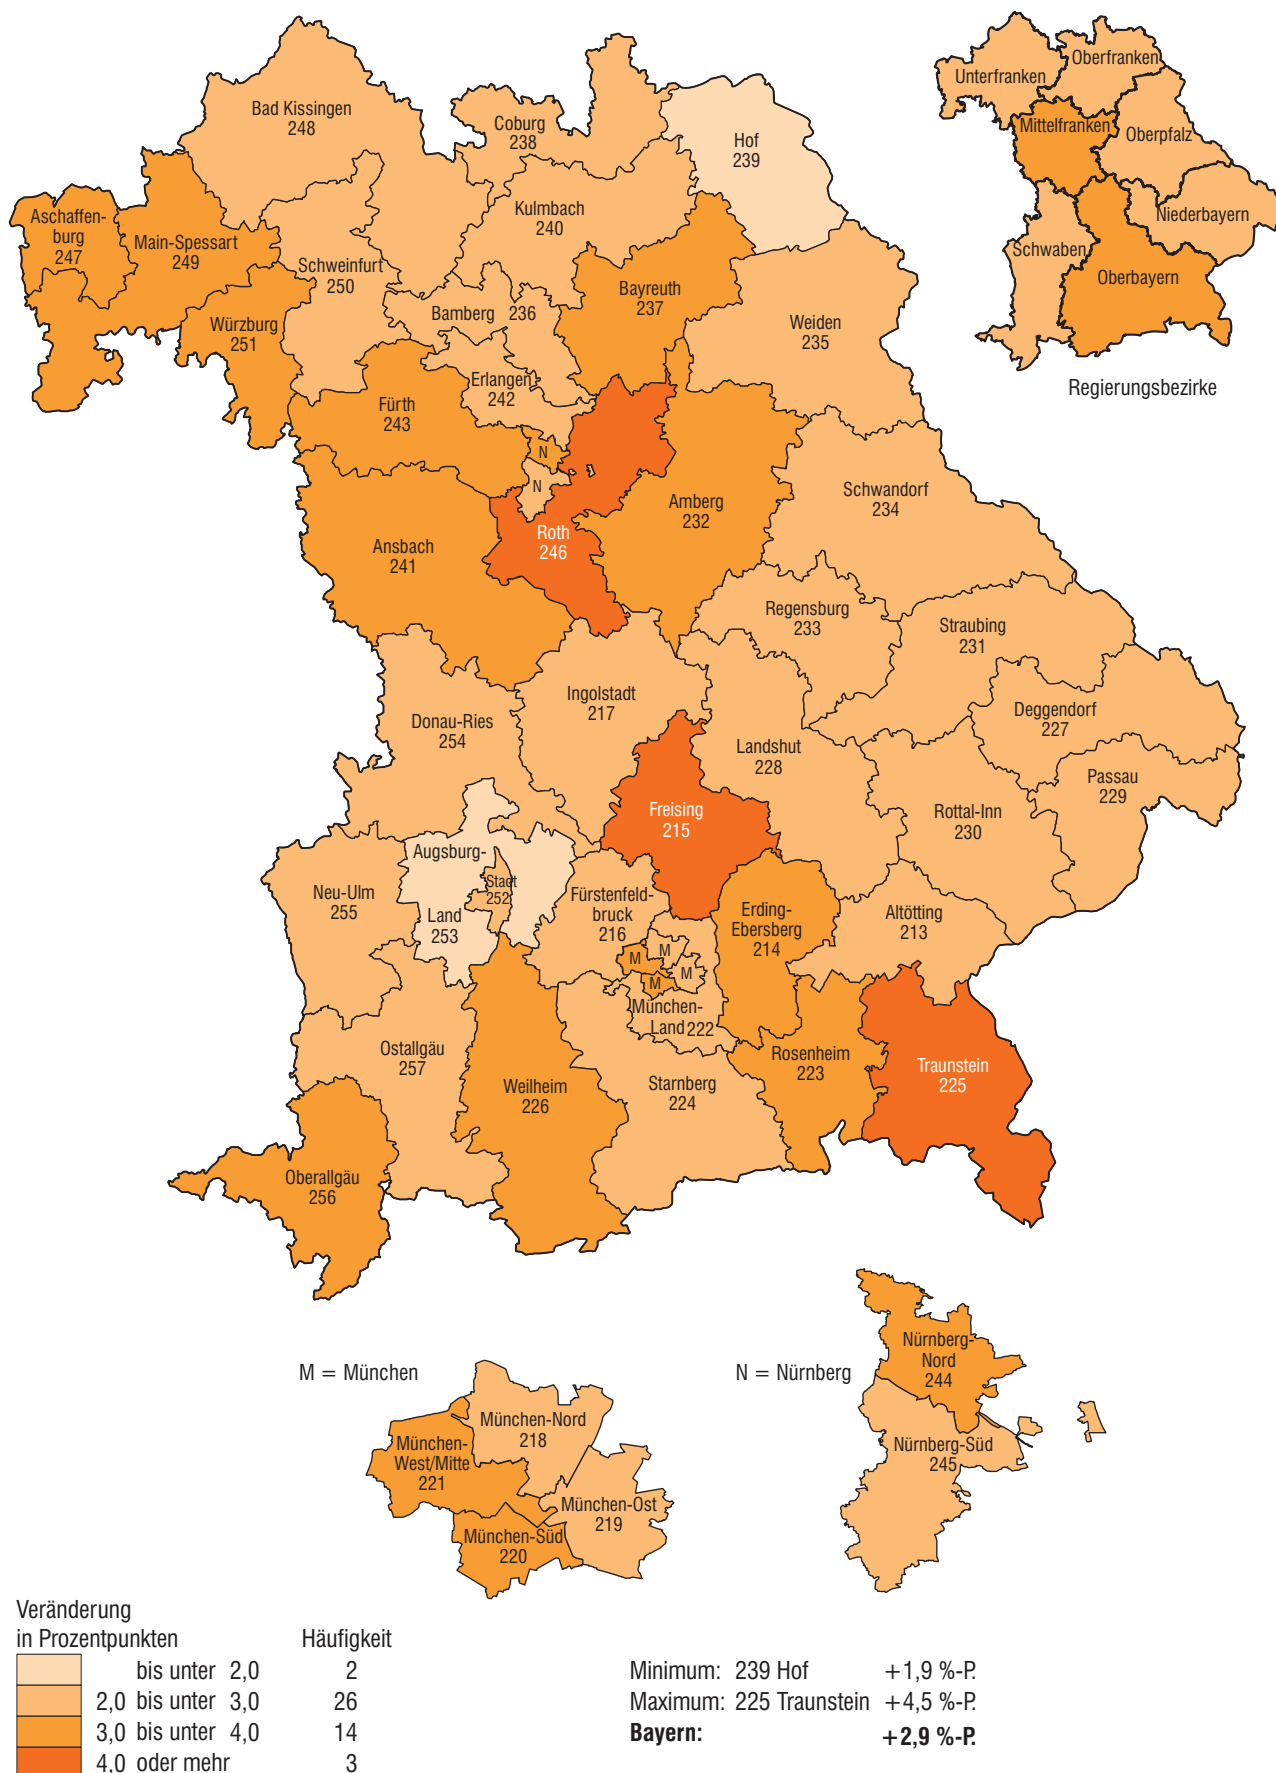 Unterfranken
Oberfranken
Mittelfranken
Oberpfalz
Niederbayern
Schwaben
Oberbayern
Regierungsbezirke
Bad Kissingen
248
Coburg
238
Hof
239
Aschaffen-
burg
247
Main-Spessart
249
Kulmbach
240
Schweinfurt
250
Bayreuth
237
Bamberg 236
Würzburg
251
Weiden
235
Erlangen
242
Fürth
243
N
N
Amberg
232
Schwandorf
234
Roth
246
Ansbach
241
Regensburg
233
Straubing
231
Ingolstadt
217
Deggendorf
227
Donau-Ries
254
Landshut
228
Passau
229
Freising
215
Rottal-Inn
230
Augsburg-
Stadt
252
Land
253
Neu-Ulm
255
Fürstenfeld-
bruck
216
Erding-
Ebersberg
214
Altötting
213
M
M
M
M
München-
Land 222
Ostallgäu
257
Weilheim
226
Starnberg
224
Rosenheim
223
Traunstein
225
Oberallgäu
256
M = München
N = Nürnberg
Nürnberg-
Nord
244
Nürnberg-Süd
245
München-Nord
218
München-
West/Mitte
221
München-Ost
219
München-Süd
220
Veränderung
in Prozentpunkten Häufigkeit
bis unter 2,0 2
2,0 bis unter 3,0 26
3,0 bis unter 4,0 14
4,0 oder mehr 3
Minimum: 239 Hof +1,9 %-P.
Maximum: 225 Traunstein +4,5 %-P.
Bayern: +2,9 %-P.